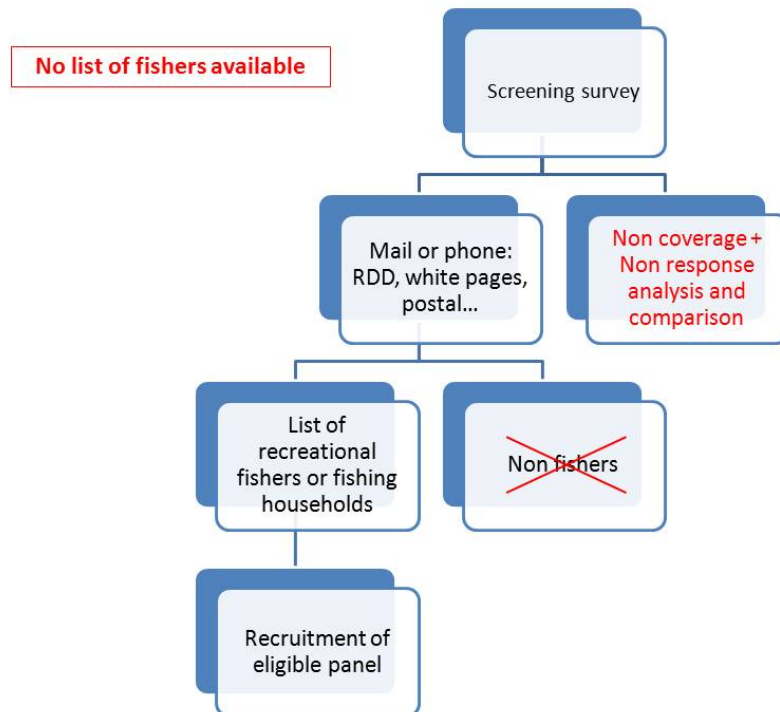 No list of fishers available
Screening survey
Mail or phone:
RDD, white pages,
postal...
Non coverage +
Non response
analysis and
comparison
List of
recreational
fishers or fishing
households
Non fishers
Recruitment of
eligible panel